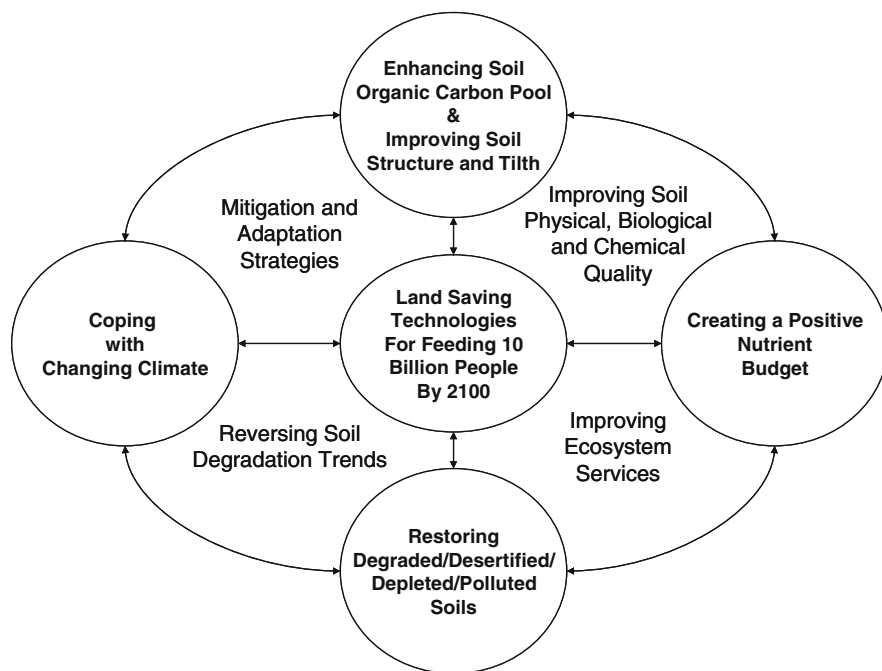 Enhancing Soil
Organic Carbon Pool
&
Improving Soil
Structure and Tilth
Mitigation and
Adaptation
Strategies
Improving Soil
Physical, Biological
and Chemical
Quality
Coping
with
Changing Climate
Land Saving
Technologies
For Feeding 10
Billion People
By 2100
Creating a Positive
Nutrient
Budget
Reversing Soil
Degradation Trends
Improving
Ecosystem
Services
Restoring
Degraded/Desertified/
Depleted/Polluted
Soils